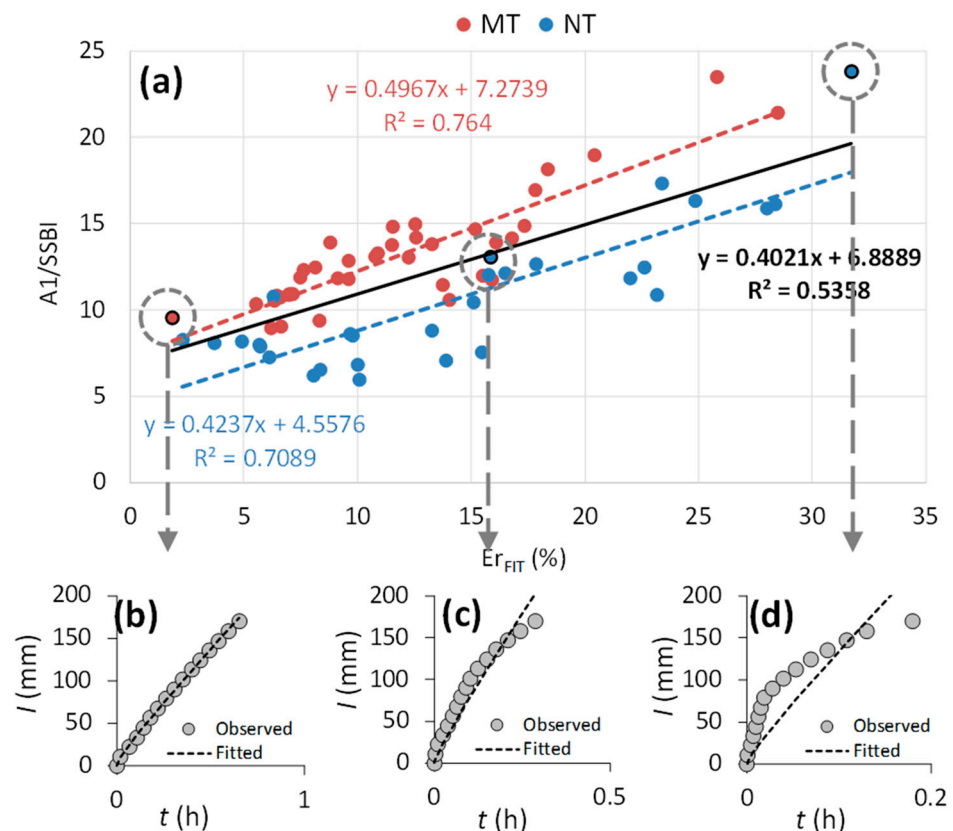 MT NT
25
(a)
y = 0.4967x + 7.2739
R² = 0.764
20
15
A1/SSBI
y = 0.4021x + 6.8889
R² = 0.5358
10
5
y = 0.4237x + 4.5576
R² = 0.7089
0
0 5 10 15 20 25 30 35
ErFIT (%)
200
(b)
150
I (mm)
100
50
Observed
Fitted
0
0 1
t (h)
200
(c)
150
I (mm)
100
50
Observed
Fitted
0
0 0.5
t (h)
200
(d)
150
I (mm)
100
50
Observed
Fitted
0
0 0.2
t (h)